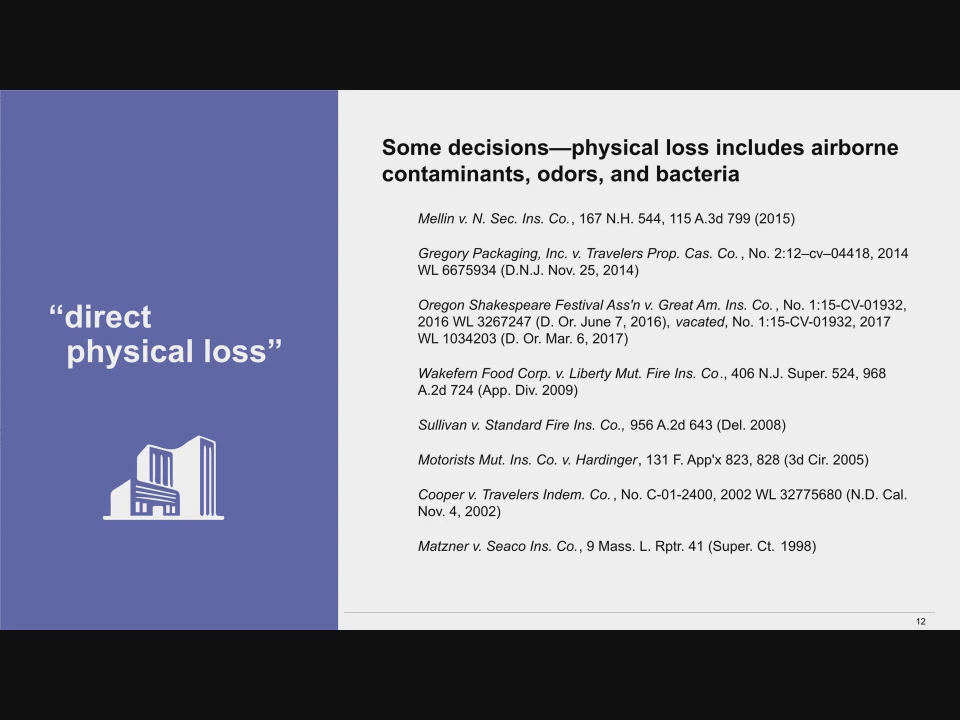 “direct
physical loss”
Some decisions—physical loss includes airborne
contaminants, odors, and bacteria
Mellin v. N. Sec. Ins. Co., 167 N.H. 544, 115 A.3d 799 (2015)
Gregory Packaging, Inc. v. Travelers Prop. Cas. Co., No. 2:12–cv–04418, 2014
WL 6675934 (D.N.J. Nov. 25, 2014)
Oregon Shakespeare Festival Ass'n v. Great Am. Ins. Co., No. 1:15-CV-01932,
2016 WL 3267247 (D. Or. June 7, 2016), vacated, No. 1:15-CV-01932, 2017
WL 1034203 (D. Or. Mar. 6, 2017)
Wakefern Food Corp. v. Liberty Mut. Fire Ins. Co., 406 N.J. Super. 524, 968
A.2d 724 (App. Div. 2009)
Sullivan v. Standard Fire Ins. Co., 956 A.2d 643 (Del. 2008)
Motorists Mut. Ins. Co. v. Hardinger, 131 F. App'x 823, 828 (3d Cir. 2005)
Cooper v. Travelers Indem. Co., No. C-01-2400, 2002 WL 32775680 (N.D. Cal.
Nov. 4, 2002)
Matzner v. Seaco Ins. Co., 9 Mass. L. Rptr. 41 (Super. Ct. 1998)
12